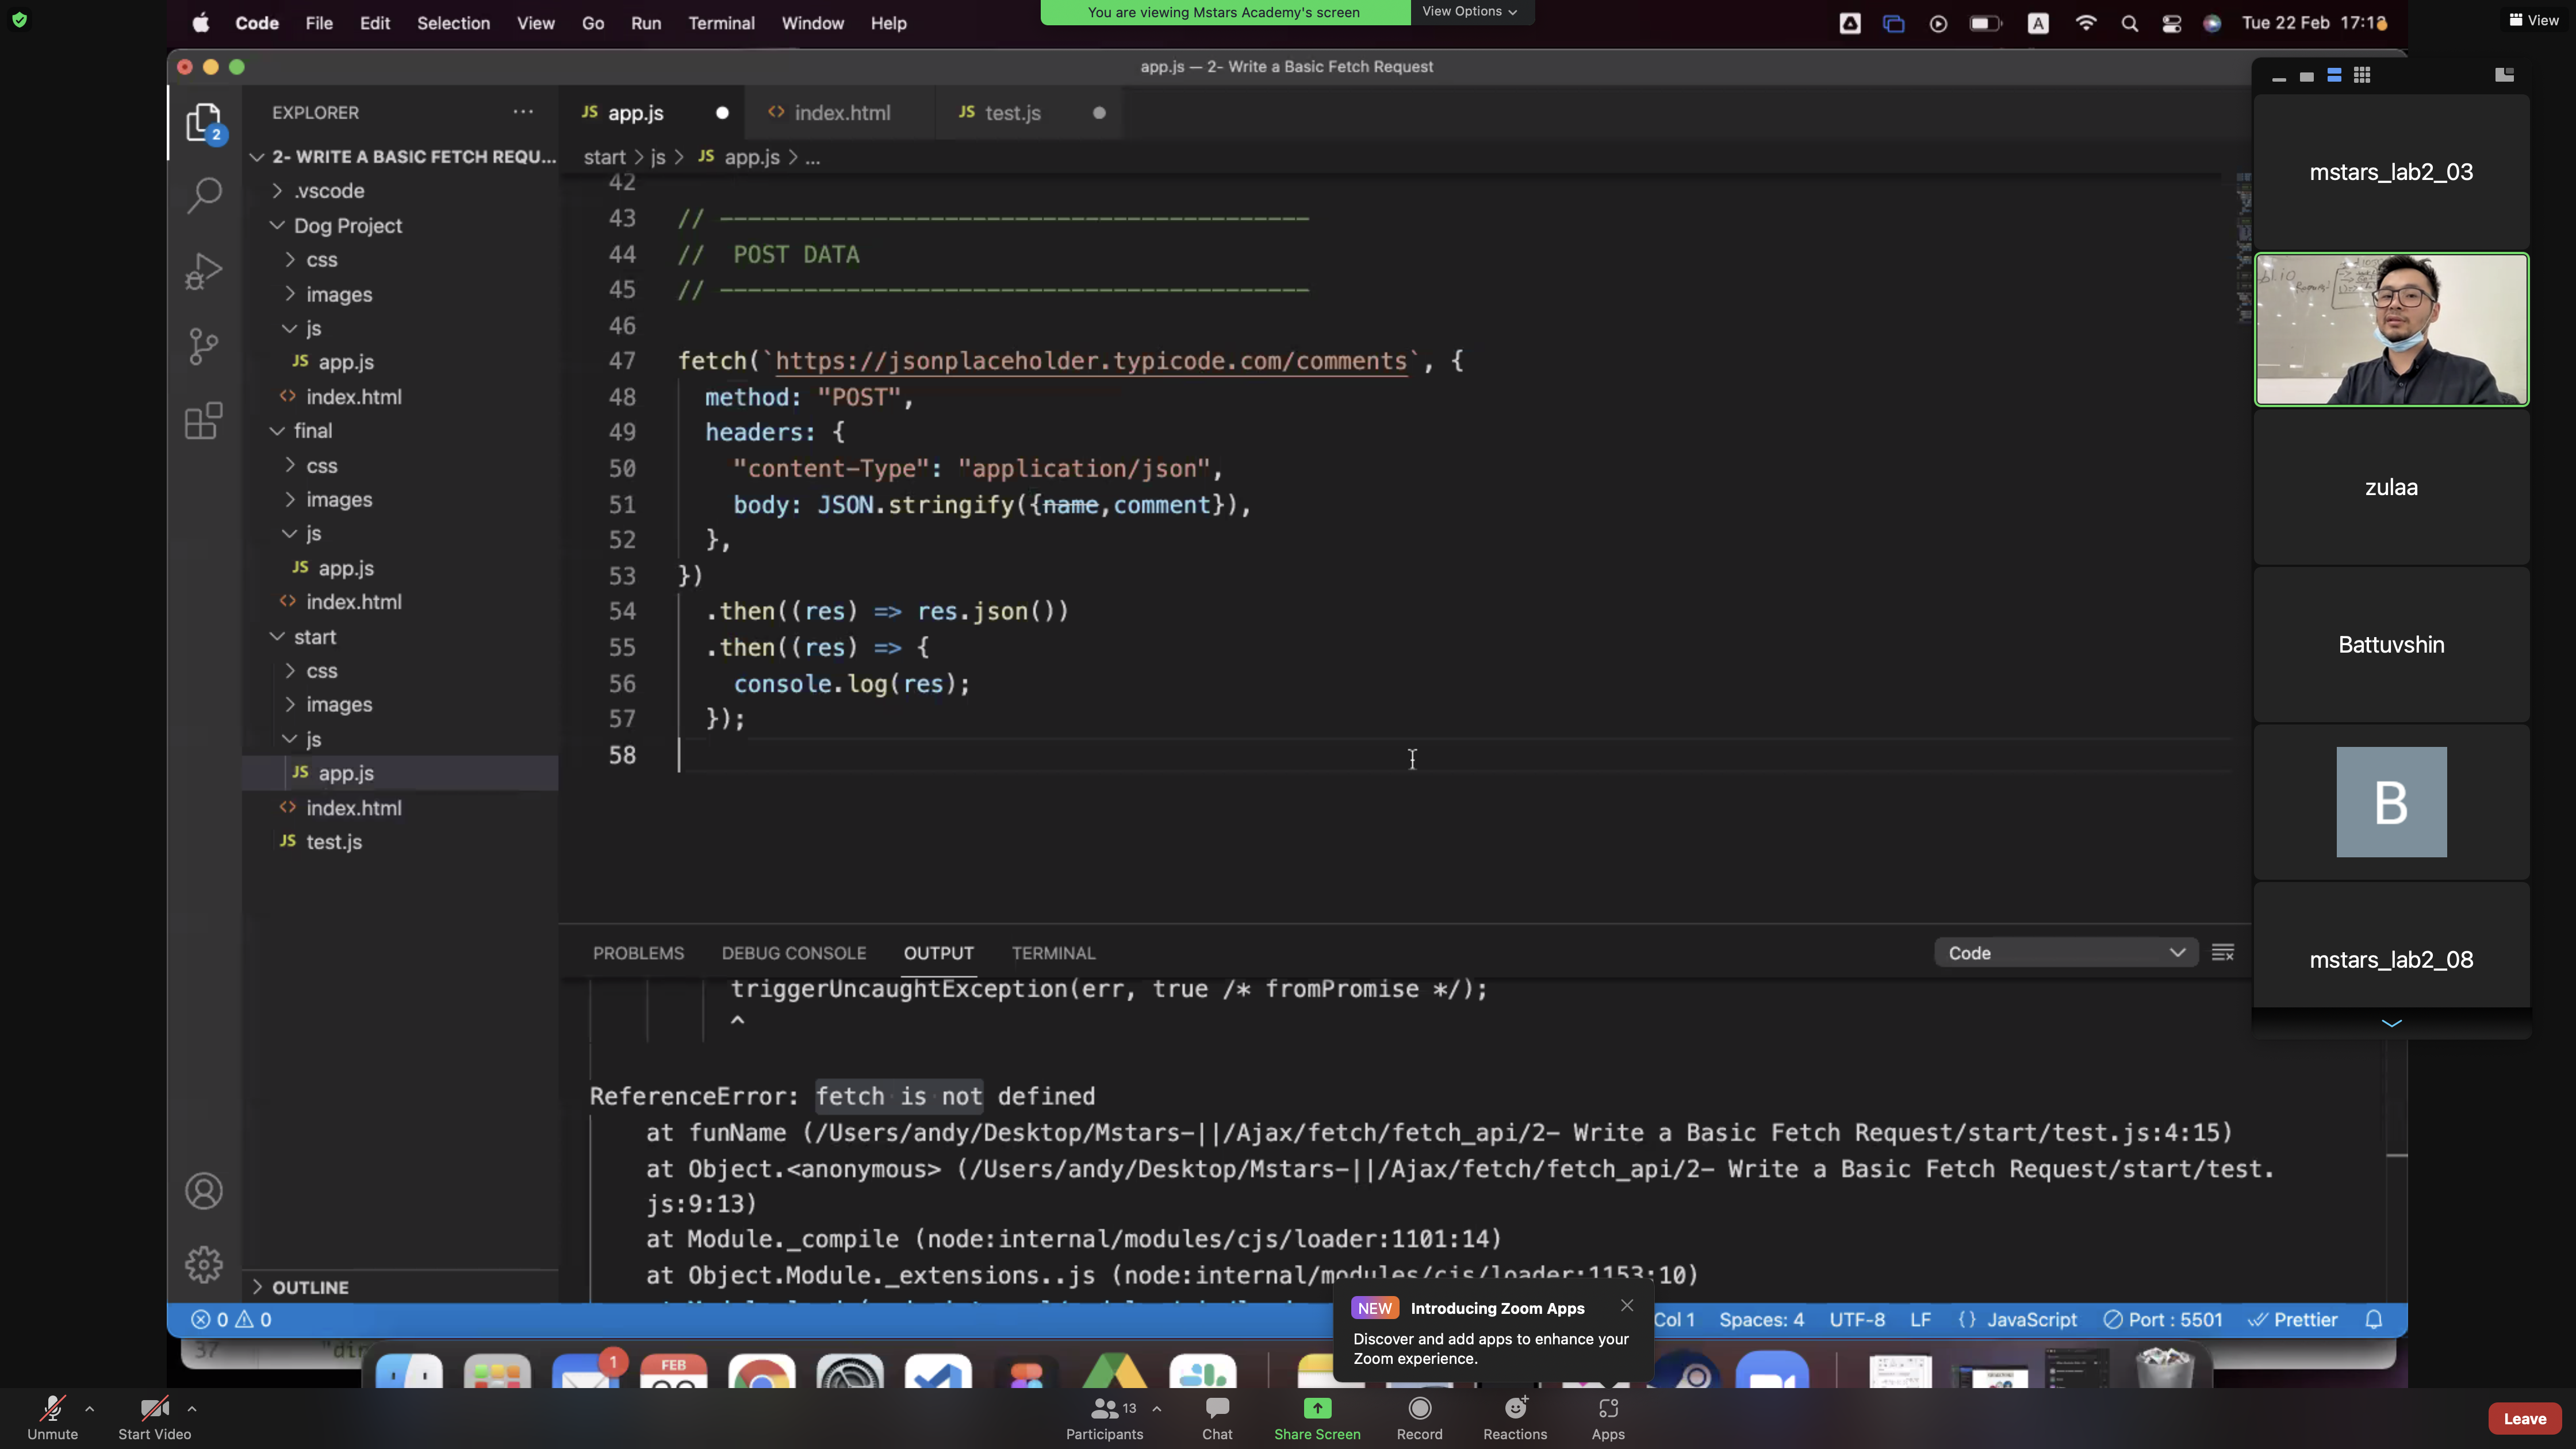 You are viewing Mstars Academy's screen
View Options
View
Code File Edit Selection View Go Run Terminal Window Help
A
Tue 22 Feb
app.js — 2- Write a Basic Fetch Request
EXPLORER
2
2- WRITE A BASIC FETCH REQU...
.vscode
Dog Project
css
images
js
JS app.js
<> index.html
final
css
images
js
JS app.js
<> index.html
start
css
images
js
JS app.js
<> index.html
JS test.js
OUTLINE
JS app.js
<> index.html
JS test.js
start > js > JS app.js > ...
42
43 // ------------------------------------------
44 // POST DATA
45 // ------------------------------------------
46
47 fetch(`https://jsonplaceholder.typicode.com/comments`, {
48 method: "POST",
49 headers: {
50 "content-Type": "application/json",
51 body: JSON.stringify({name,comment}),
52 },
53 })
54 .then((res) => res.json())
55 .then((res) => {
56 console.log(res);
57 });
58
PROBLEMS DEBUG CONSOLE OUTPUT TERMINAL
Code
triggerUncaughtException(err, true /* fromPromise */);
^
ReferenceError: fetch is not defined
at funName (/Users/andy/Desktop/Mstars-||/Ajax/fetch/fetch_api/2- Write a Basic Fetch Request/start/test.js:4:15)
at Object.<anonymous> (/Users/andy/Desktop/Mstars-||/Ajax/fetch/fetch_api/2- Write a Basic Fetch Request/start/test.
js:9:13)
at Module._compile (node:internal/modules/cjs/loader:1101:14)
at Object.Module._extensions..js (node:internal/modules/cjs/loader:1153:10)
0 0
Col 1 Spaces: 4 UTF-8 LF {} JavaScript Port : 5501 Prettier
mstars_lab2_03
zulaa
Battuvshin
B
mstars_lab2_08
NEW Introducing Zoom Apps
Discover and add apps to enhance your
Zoom experience.
37
1
FEB
Unmute
Start Video
13
Participants
Chat
Share Screen
Record
Reactions
Apps
Leave